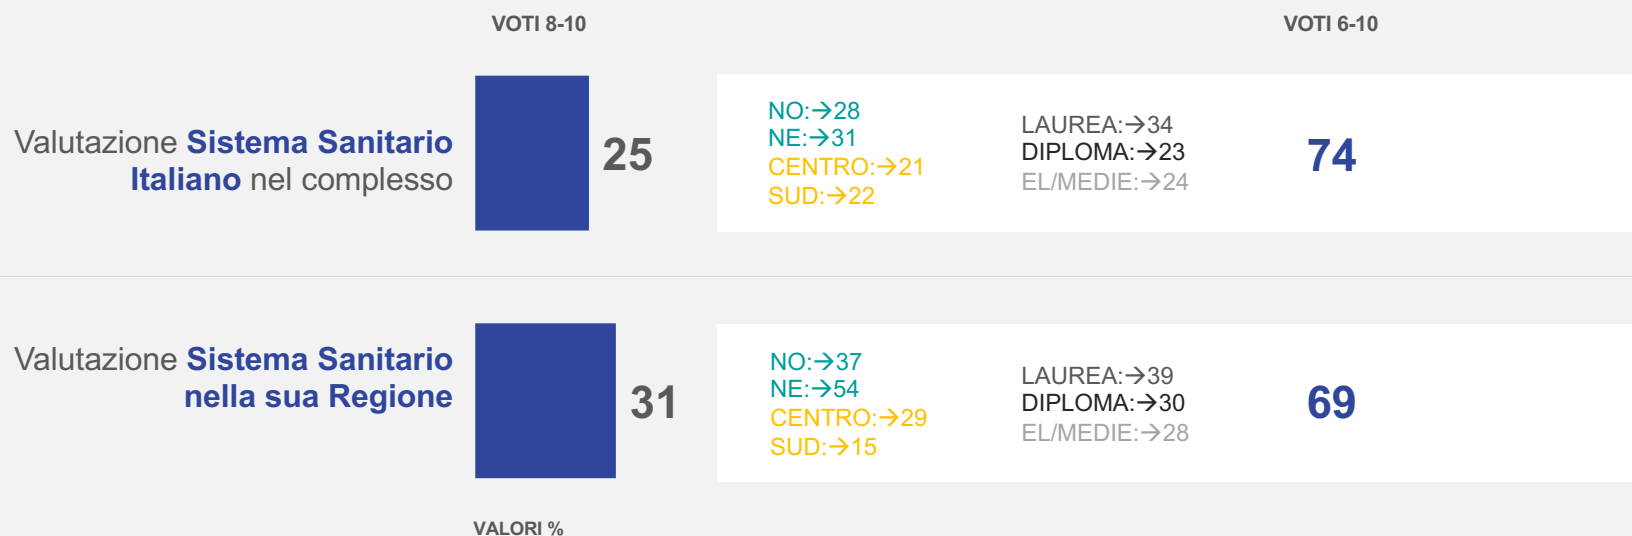 VOTI 8-10
VOTI 6-10
Valutazione Sistema Sanitario
Italiano nel complesso
25
NO:→28
NE:→31
CENTRO:→21
SUD:→22
LAUREA:→34
DIPLOMA:→23
EL/MEDIE:→24
74
Valutazione Sistema Sanitario
nella sua Regione
31
NO:→37
NE:→54
CENTRO:→29
SUD:→15
LAUREA:→39
DIPLOMA:→30
EL/MEDIE:→28
69
VALORI %